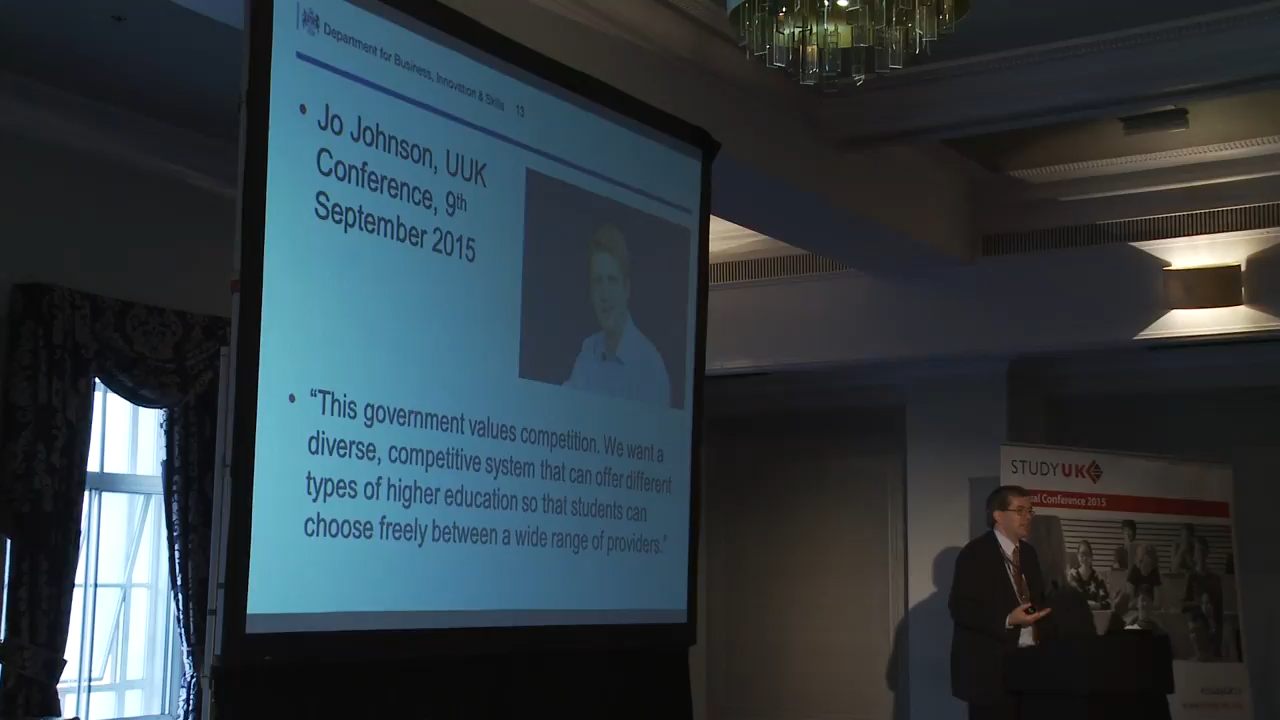 Department for Business, Innovation & Skills 13
• Jo Johnson, UUK
Conference, 9th
September 2015
• “This government values competition. We want a
diverse, competitive system that can offer different
types of higher education so that students can
choose freely between a wide range of providers.’
STUDY UK
Conference 2015